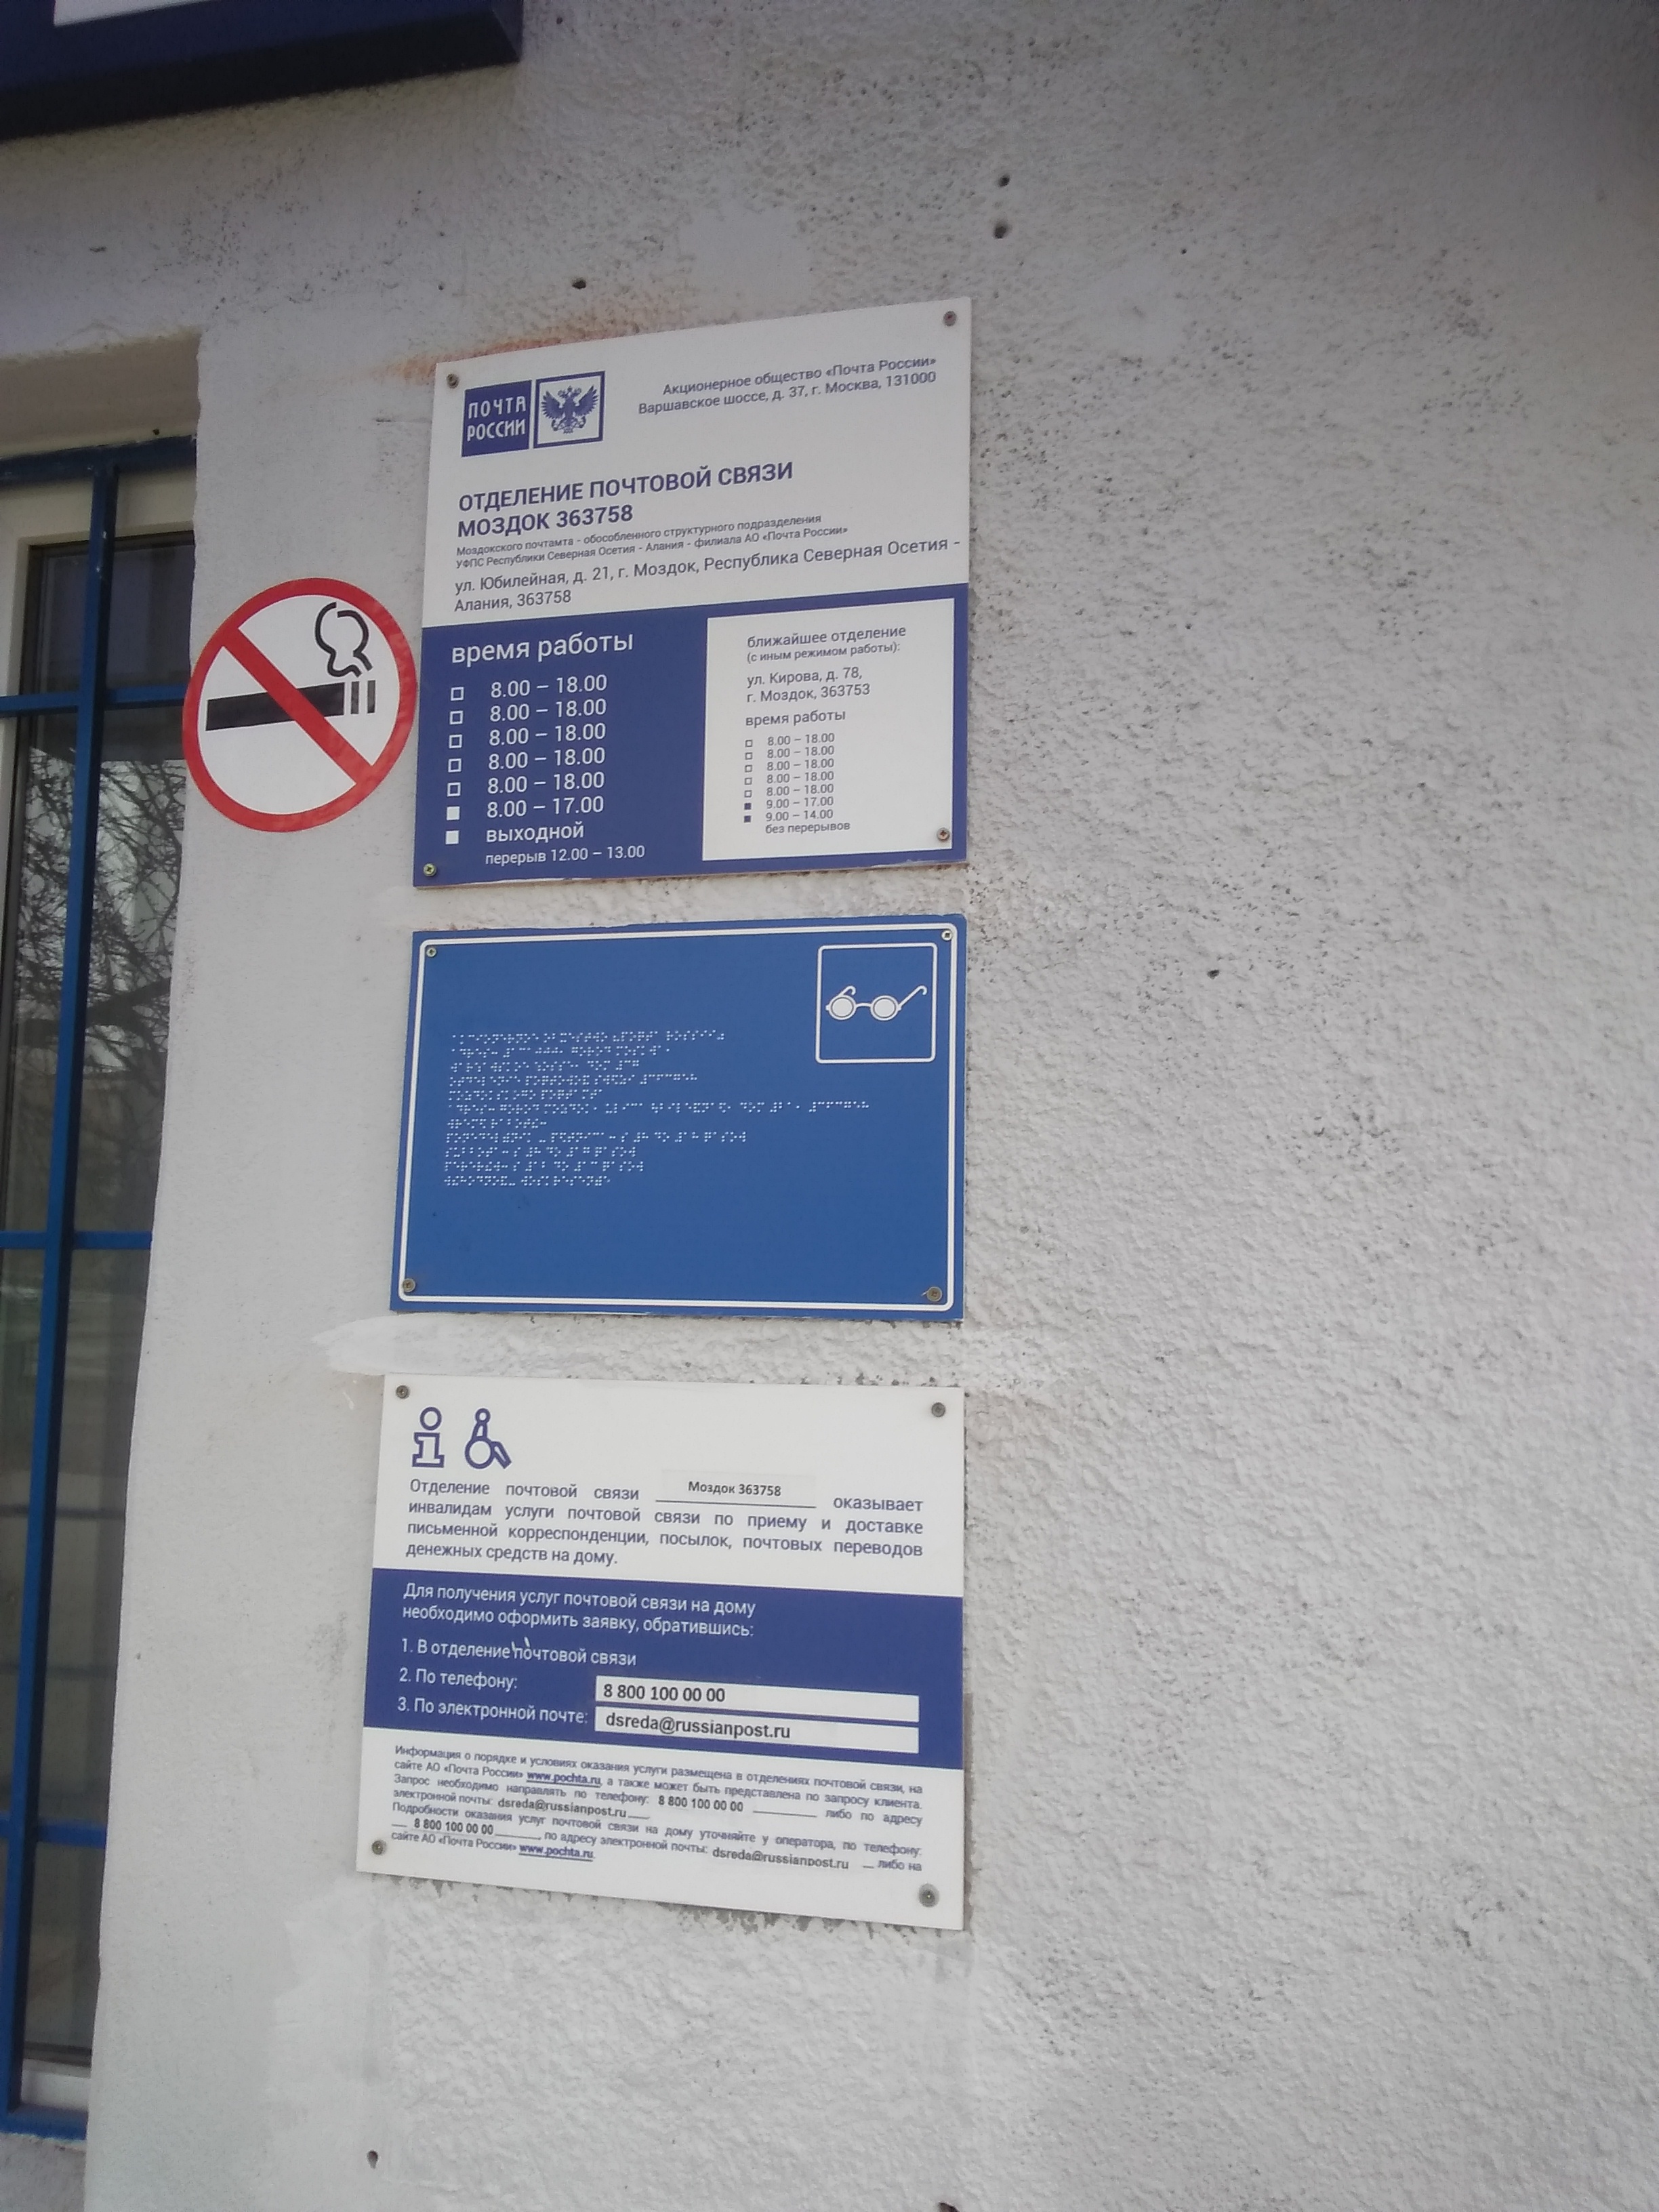 ПОЧТА
РОССИИ
Акционерное общество «Почта России»
Варшавское шоссе, д. 37, г. Москва, 131000
ОТДЕЛЕНИЕ ПОЧТОВОЙ СВЯЗИ
МОЗДОК 363758
Моздокского почтамта - обособленного структурного подразделения
УФПС Республики Северная Осетия - Алания - филиала АО «Почта России»
ул. Юбилейная, д. 21, г. Моздок, Республика Северная Осетия -
Алания, 363758
время работы
8.00 – 18.00
8.00 – 18.00
8.00 – 18.00
8.00 – 18.00
8.00 – 18.00
8.00 – 17.00
выходной
перерыв 12.00 – 13.00
ближайшее отделение
(с иным режимом работы):
ул. Кирова, д. 78,
г. Моздок, 363753
время работы
8.00 – 18.00
8.00 – 18.00
8.00 – 18.00
8.00 – 18.00
8.00 – 18.00
9.00 – 17.00
9.00 – 14.00
без перерывов
Отделение почтовой связи Моздок 363758 оказывает
инвалидам услуги почтовой связи по приему и доставке
письменной корреспонденции, посылок, почтовых переводов
денежных средств на дому.
Для получения услуг почтовой связи на дому
необходимо оформить заявку, обратившись:
1. В отделение почтовой связи
2. По телефону: 8 800 100 00 00
3. По электронной почте: dsreda@russianpost.ru
Информация о порядке и условиях оказания услуги размещена в отделениях почтовой связи, на
сайте АО «Почта России» www.pochta.ru, а также может быть представлена по запросу клиента.
Запрос необходимо направлять по телефону: 8 800 100 00 00 либо по адресу
электронной почты: dsreda@russianpost.ru
Подробности оказания услуг почтовой связи на дому уточняйте у оператора, по телефону:
8 800 100 00 00, по адресу электронной почты: dsreda@russianpost.ru либо на
сайте АО «Почта России» www.pochta.ru.